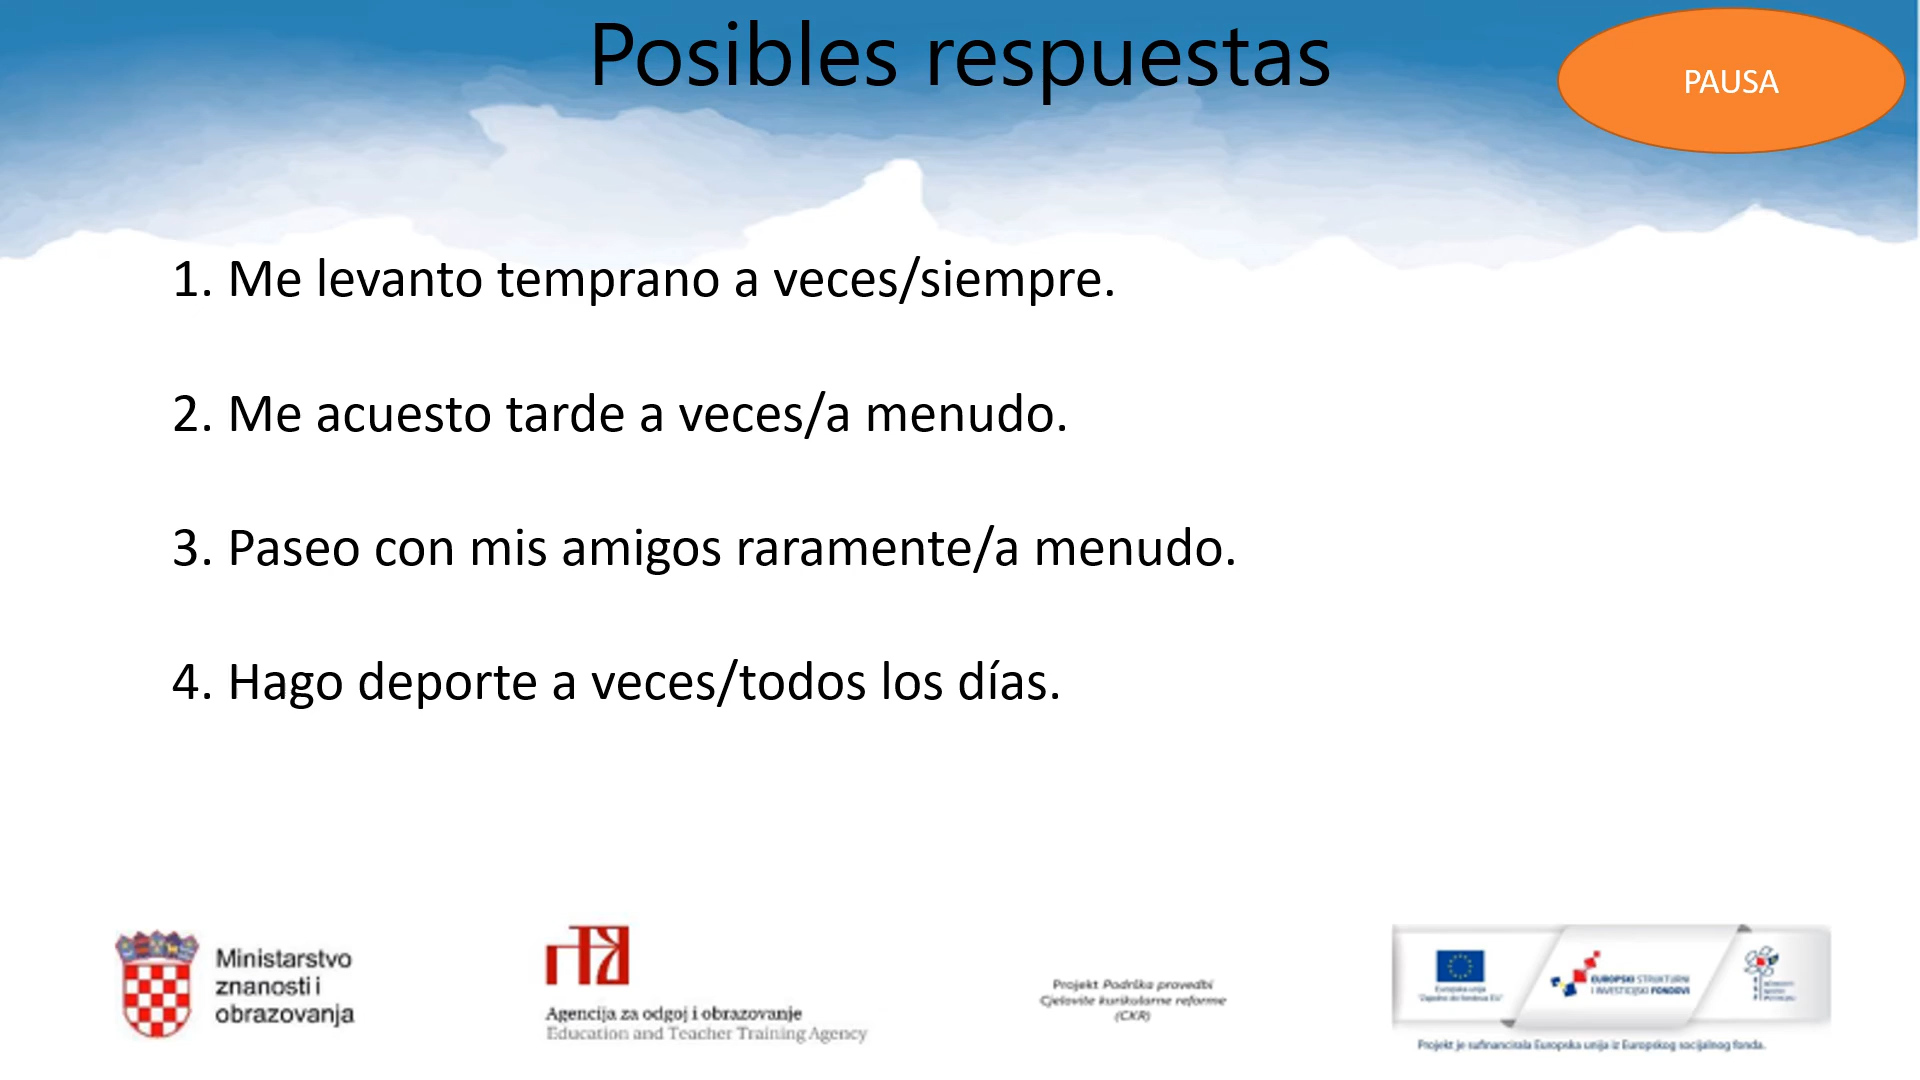 Posibles respuestas
PAUSA
1. Me levanto temprano a veces/siempre.
2. Me acuesto tarde a veces/a menudo.
3. Paseo con mis amigos raramente/a menudo.
4. Hago deporte a veces/todos los días.
Ministarstvo
znanosti i
obrazovanja
Agencija za odgoj i obrazovanje
Education and Teacher Training Agency
Projekt Podrška provedbi
Cjelovite kurikularne reforme
(CKR)
Europska unija
EUROPSKI STRUKTURNI
I INVESTICIJSKI FONDOVI
Projekt je sufinancirala Europska unija iz Europskog socijalnog fonda.